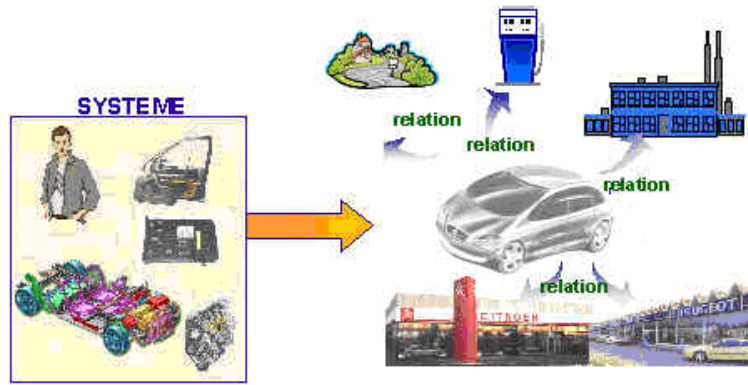 SYSTEME
relation
relation
relation
relation
CITROEN
PEUGEOT